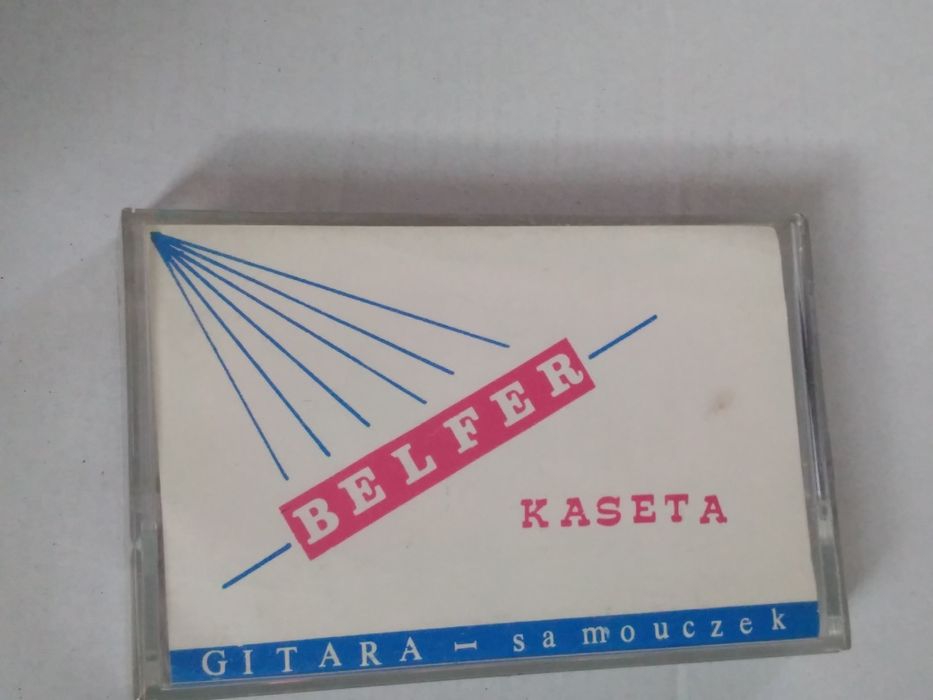 BELFER
KASETA
GITARA - samouczek